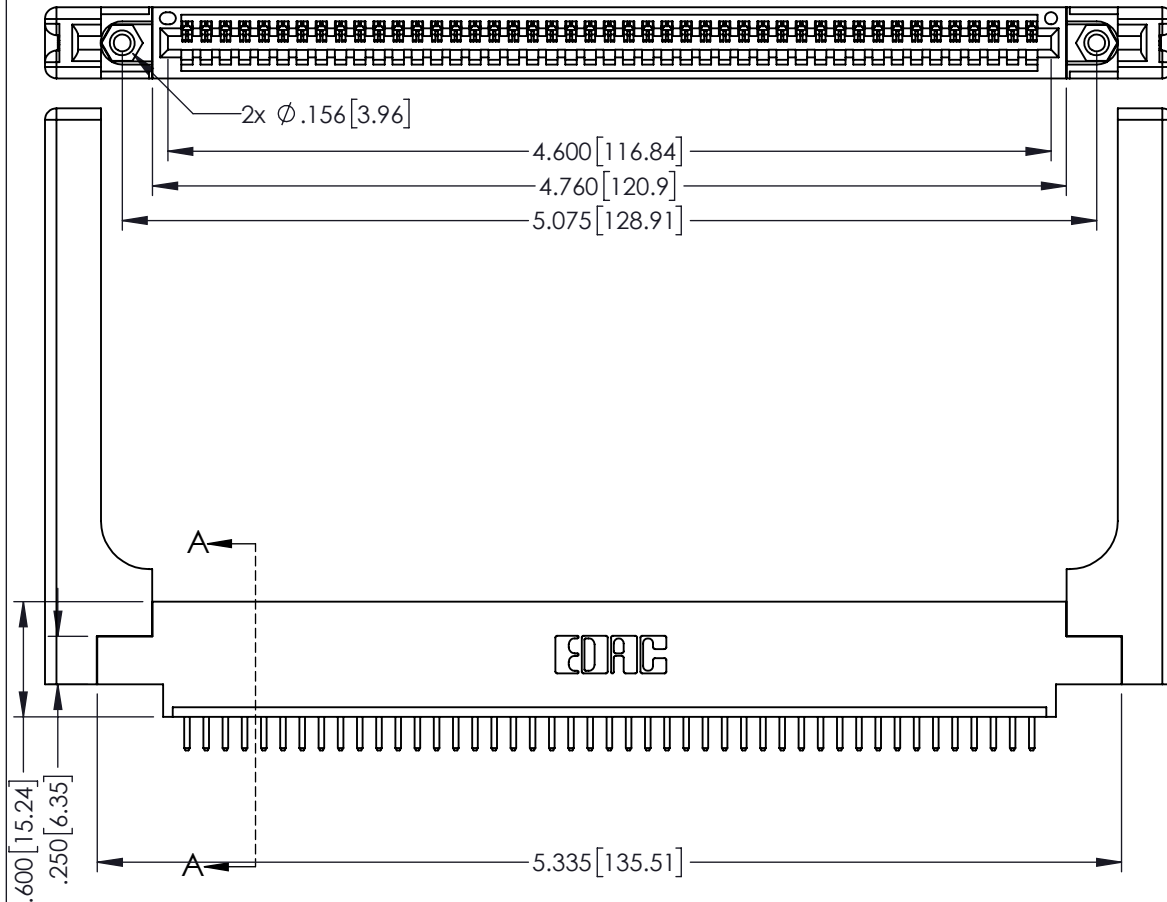 2x ∅ .156[3.96]
4.600[116.84]
4.760[120.9]
5.075[128.91]
A
EDAC
.600[15.24]
.250[6.35]
A
5.335[135.51]